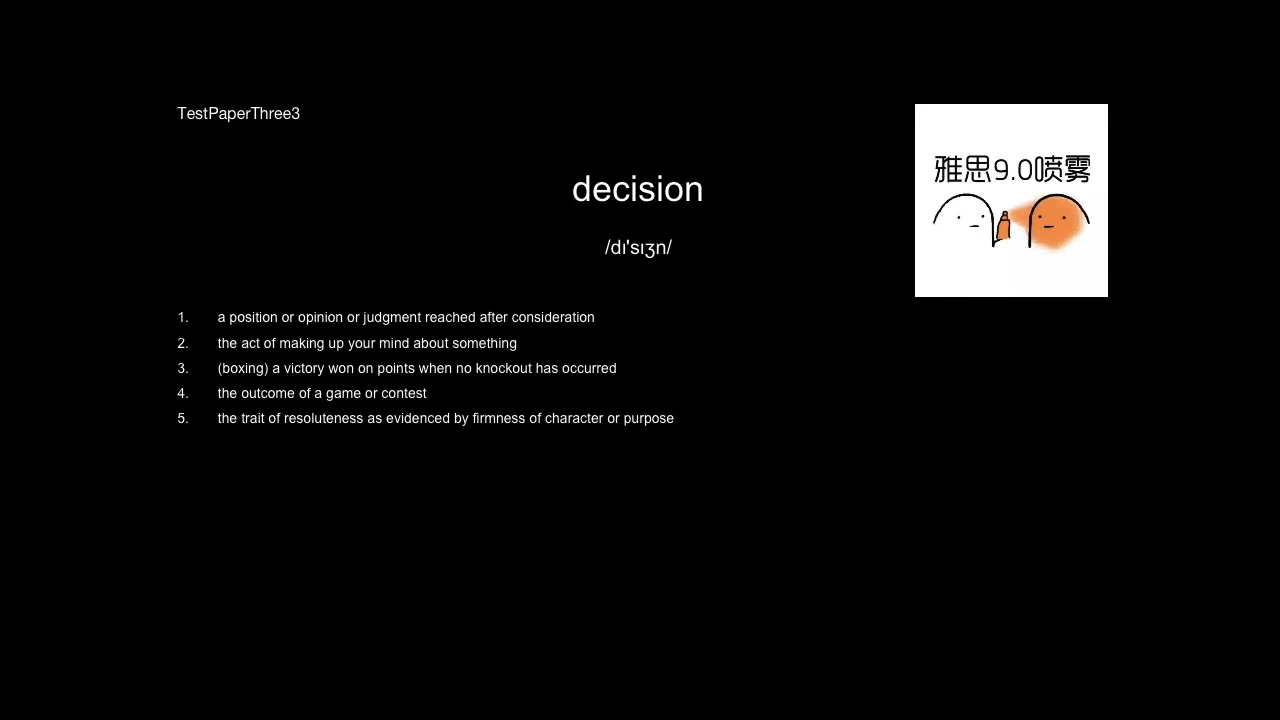 TestPaperThree3
雅思9.0喷雾
decision
/dɪ'sɪʒn/
1. a position or opinion or judgment reached after consideration
2. the act of making up your mind about something
3. (boxing) a victory won on points when no knockout has occurred
4. the outcome of a game or contest
5. the trait of resoluteness as evidenced by firmness of character or purpose